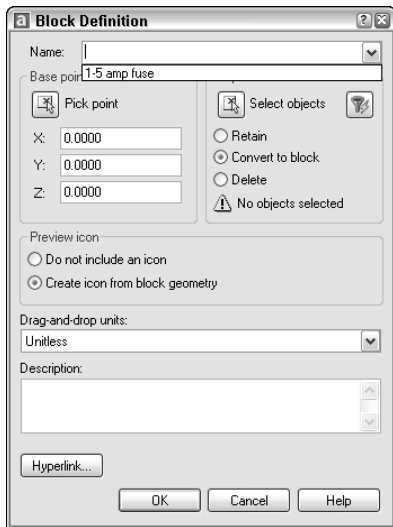 Block Definition
Name:
1-5 amp fuse
Base poin
Pick point
Select objects
X: 0.0000
Retain
Y: 0.0000
Convert to block
Z: 0.0000
Delete
No objects selected
Preview icon
Do not include an icon
Create icon from block geometry
Drag-and-drop units:
Unitless
Description:
Hyperlink...
OK Cancel Help